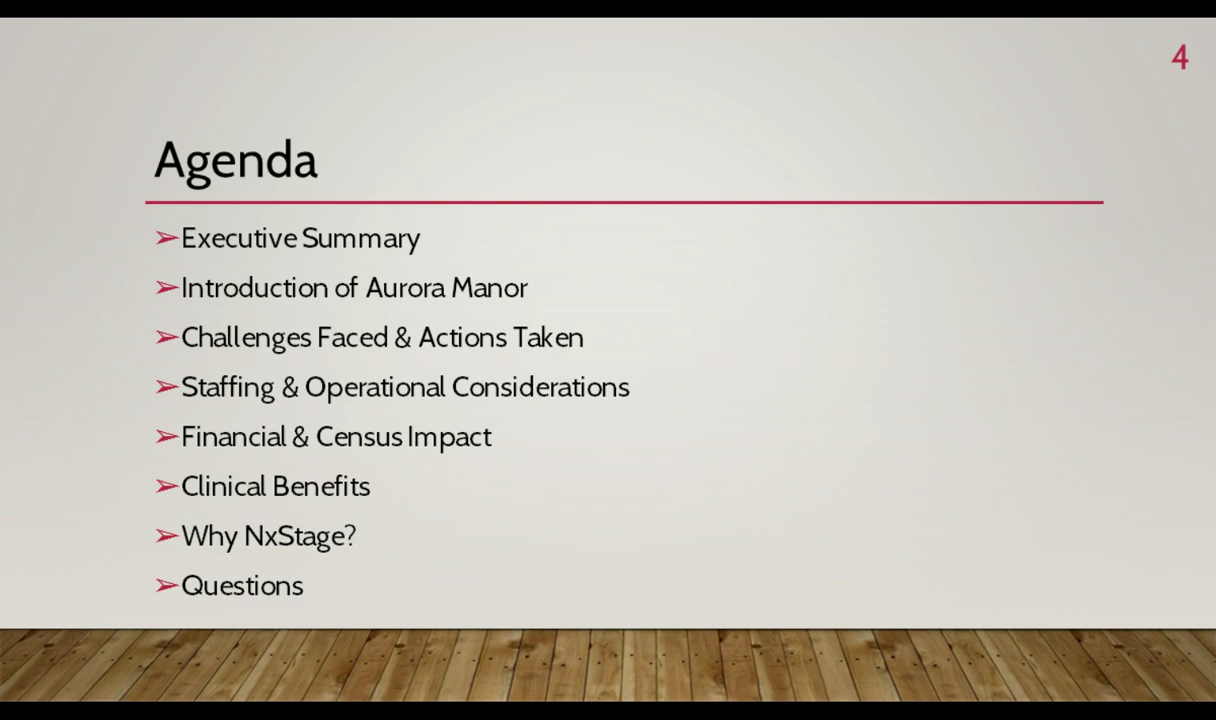 4
Agenda
➢Executive Summary
➢Introduction of Aurora Manor
➢Challenges Faced & Actions Taken
➢Staffing & Operational Considerations
➢Financial & Census Impact
➢Clinical Benefits
➢Why NxStage?
➢Questions